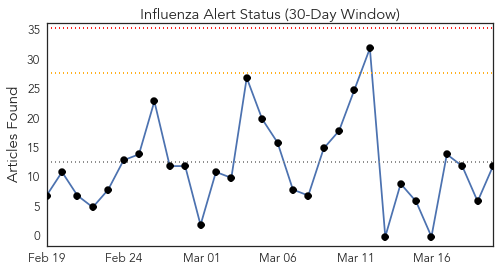 Influenza Alert Status (30-Day Window)
Articles Found
35
30
25
20
15
10
5
0
Feb 19
Feb 24
Mar 01
Mar 06
Mar 11
Mar 16